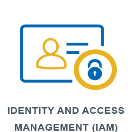 IDENTITY AND ACCESS
MANAGEMENT (IAM)